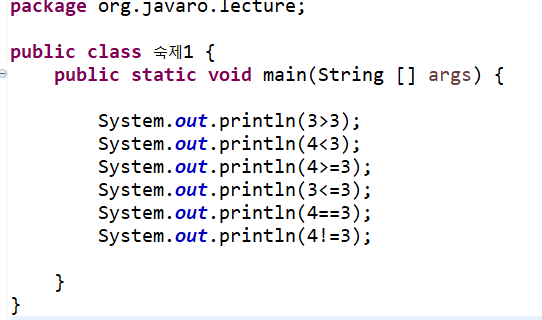 package org.javaro.lecture;
public class 숙제1 {
public static void main(String [] args) {
System.out.println(3>3);
System.out.println(4<3);
System.out.println(4>=3);
System.out.println(3<=3);
System.out.println(4==3);
System.out.println(4!=3);
}
}